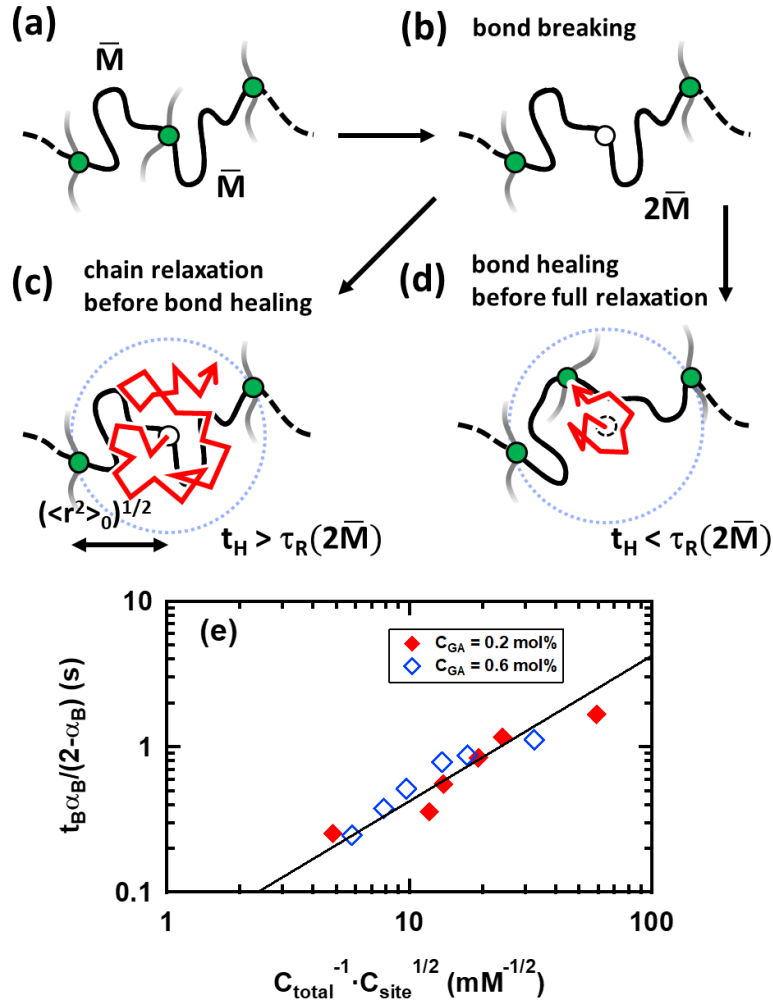 (a)
M̅
M̅
(b) bond breaking
2M̅
(c) chain relaxation
before bond healing
(<r²>₀)¹/²
t_H > τ_R(2M̅)
(d) bond healing
before full relaxation
t_H < τ_R(2M̅)
(e)
C_GA = 0.2 mol%
C_GA = 0.6 mol%
t_Bα_B/(2-α_B) (s)
10
1
0.1
1
10
100
C_total⁻¹·C_site¹/² (mM⁻¹/²)